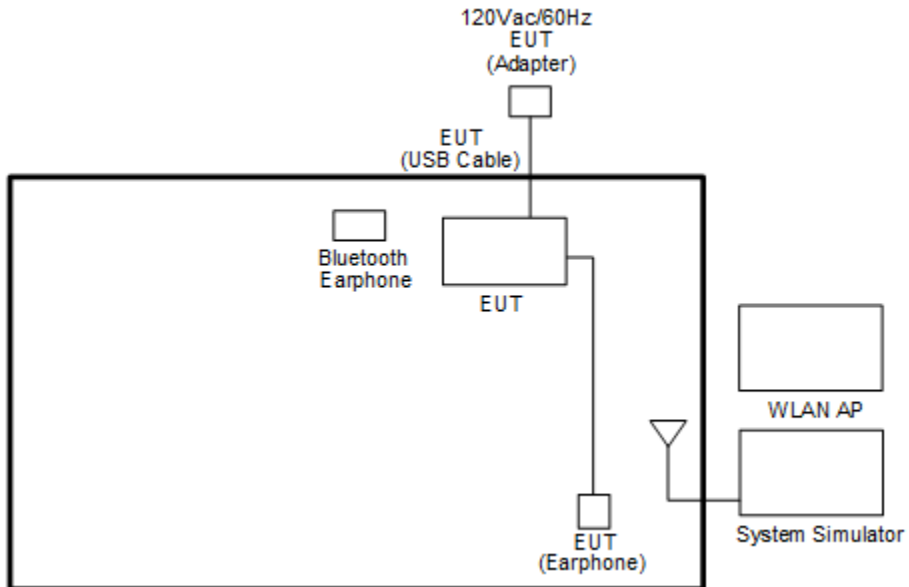 120Vac/60Hz
EUT
(Adapter)
EUT
(USB Cable)
Bluetooth
Earphone
EUT
WLAN AP
System Simulator
EUT
(Earphone)